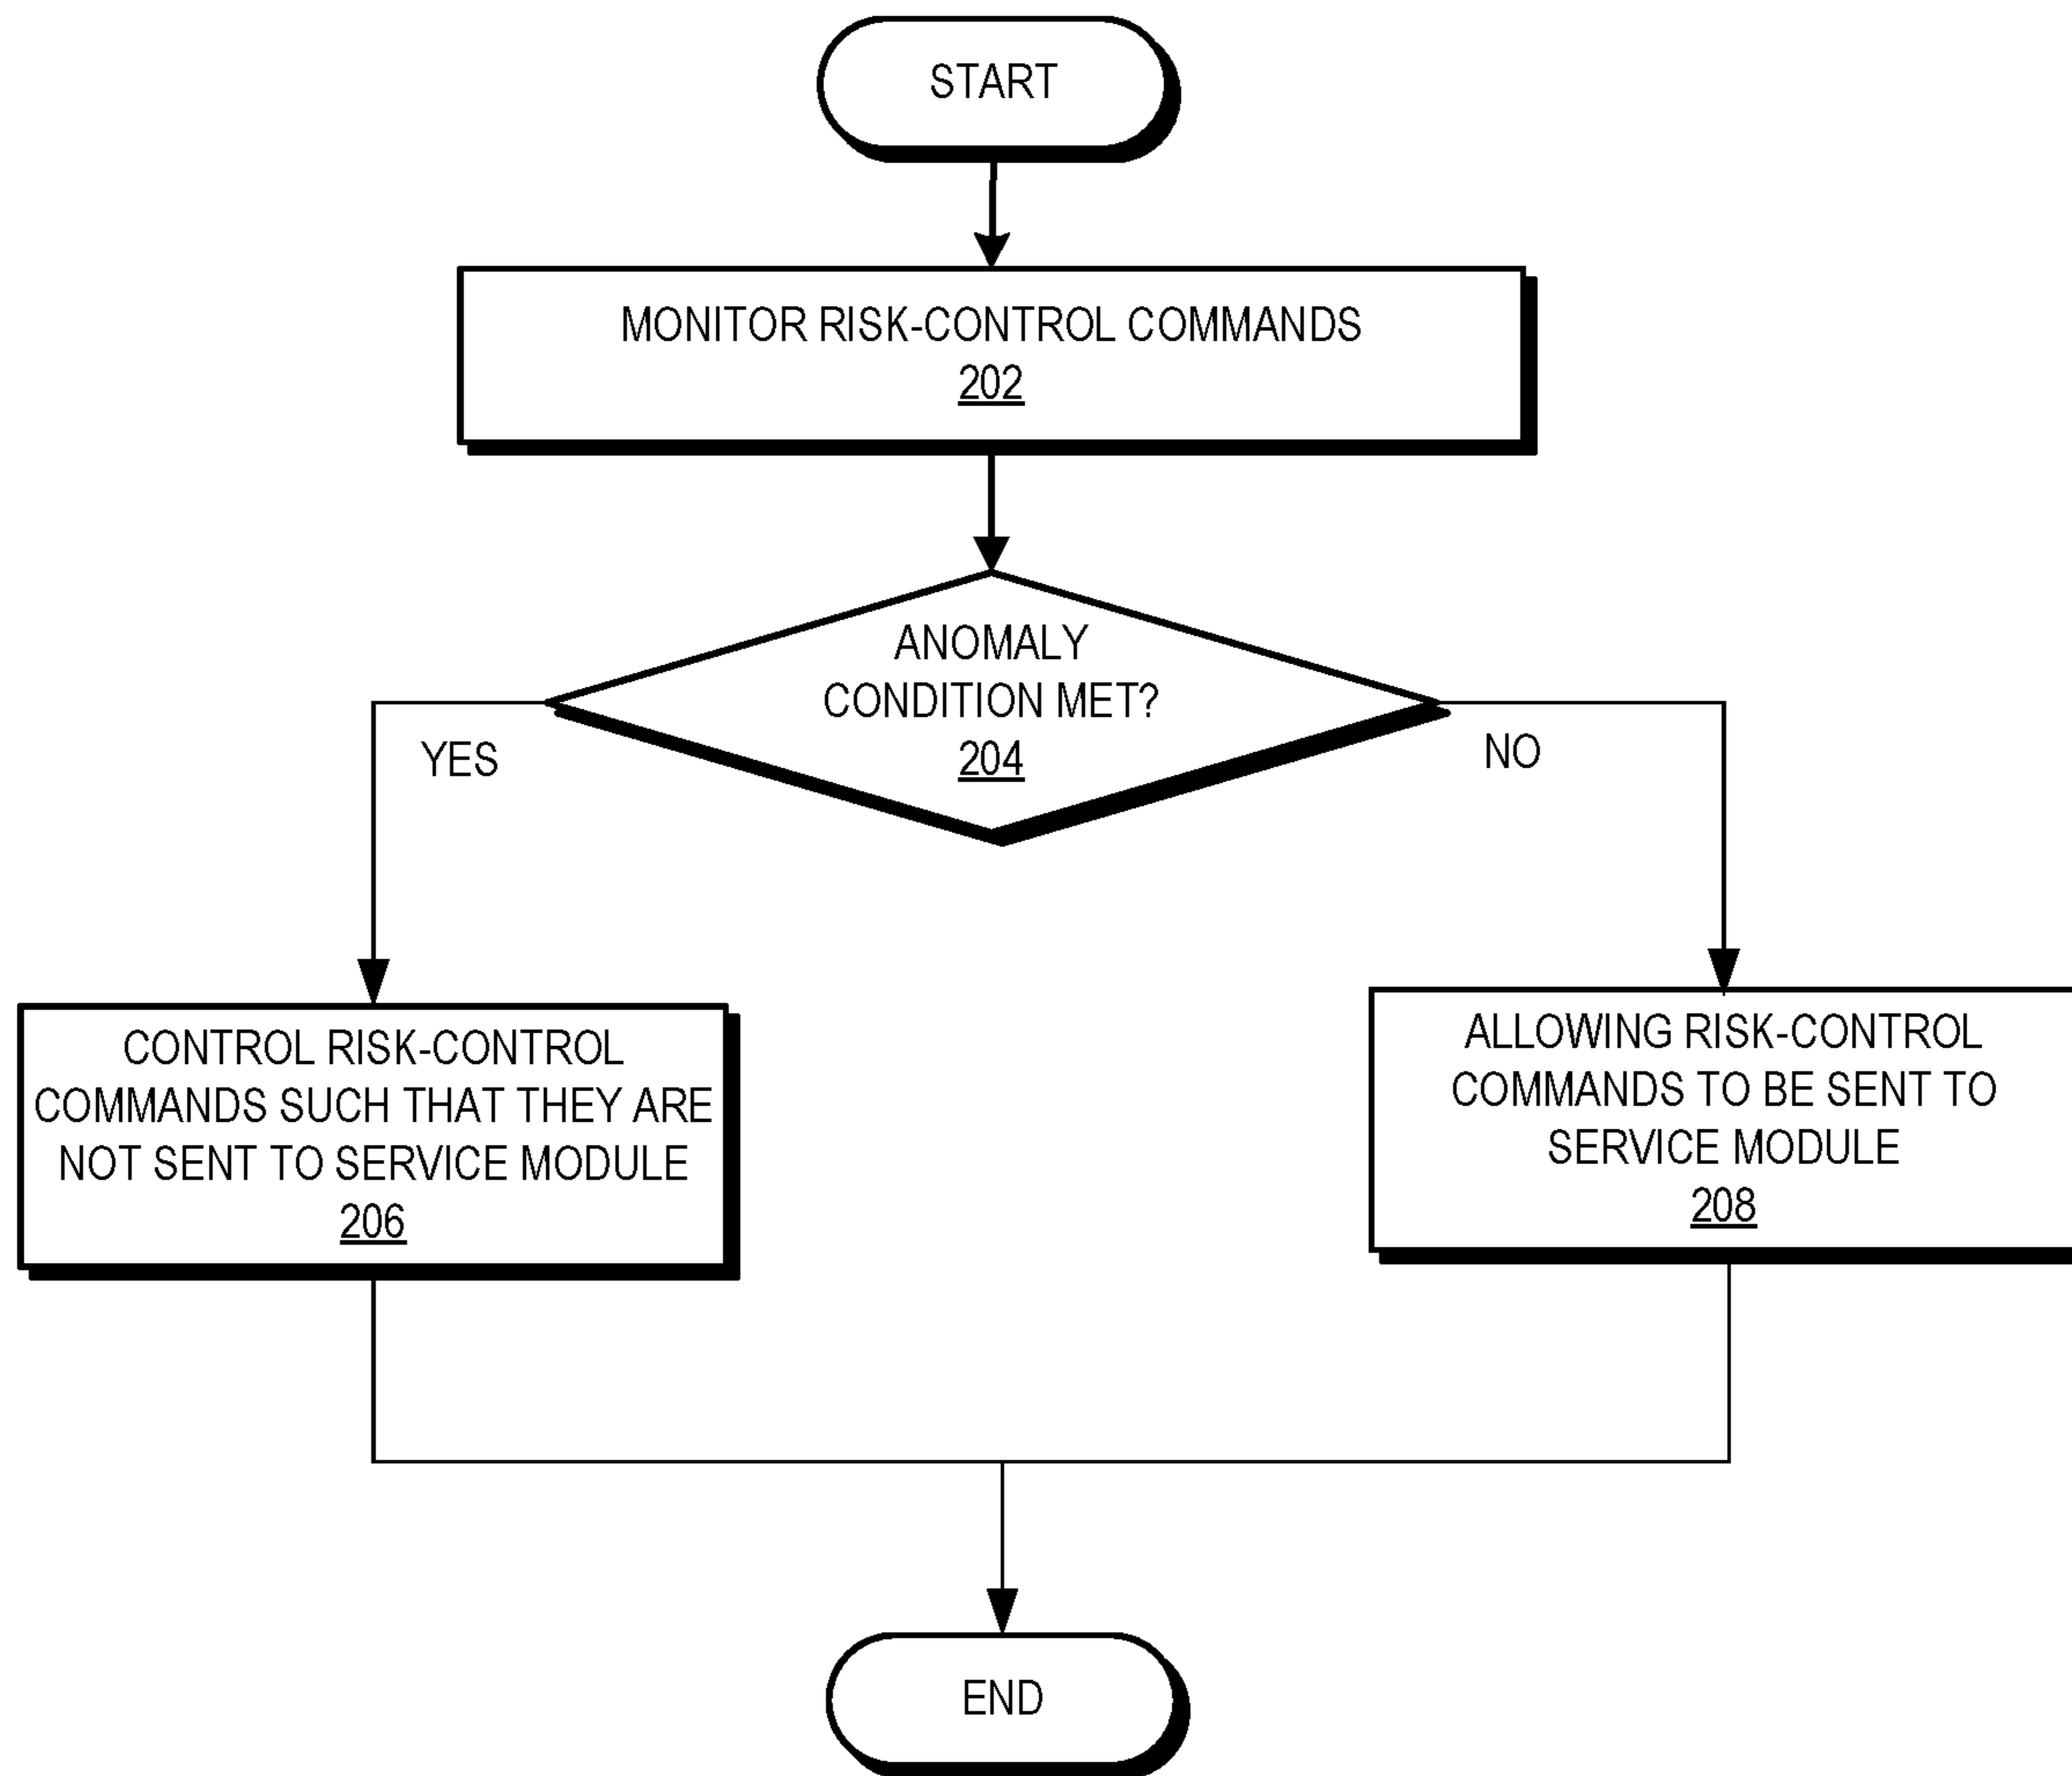 START
MONITOR RISK-CONTROL COMMANDS
202
ANOMALY
CONDITION MET?
204
YES
NO
CONTROL RISK-CONTROL
COMMANDS SUCH THAT THEY ARE
NOT SENT TO SERVICE MODULE
206
ALLOWING RISK-CONTROL
COMMANDS TO BE SENT TO
SERVICE MODULE
208
END